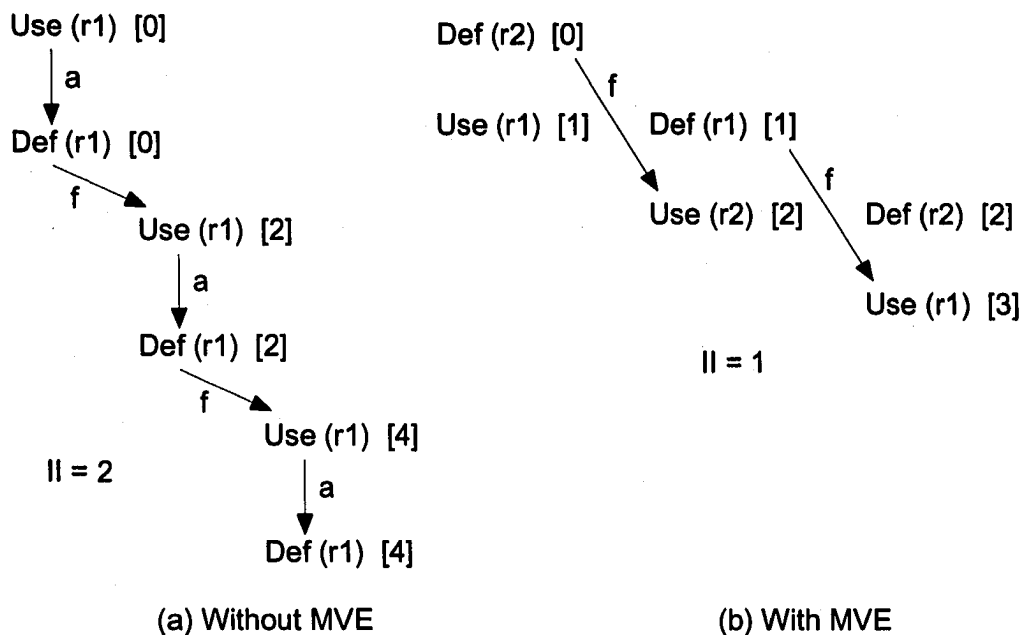 Use (r1) [0]
a
Def (r1) [0]
f
Use (r1) [2]
a
Def (r1) [2]
f
Use (r1) [4]
II = 2
a
Def (r1) [4]
(a) Without MVE
Def (r2) [0]
f
Use (r1) [1] Def (r1) [1]
f
Use (r2) [2] Def (r2) [2]
Use (r1) [3]
II = 1
(b) With MVE